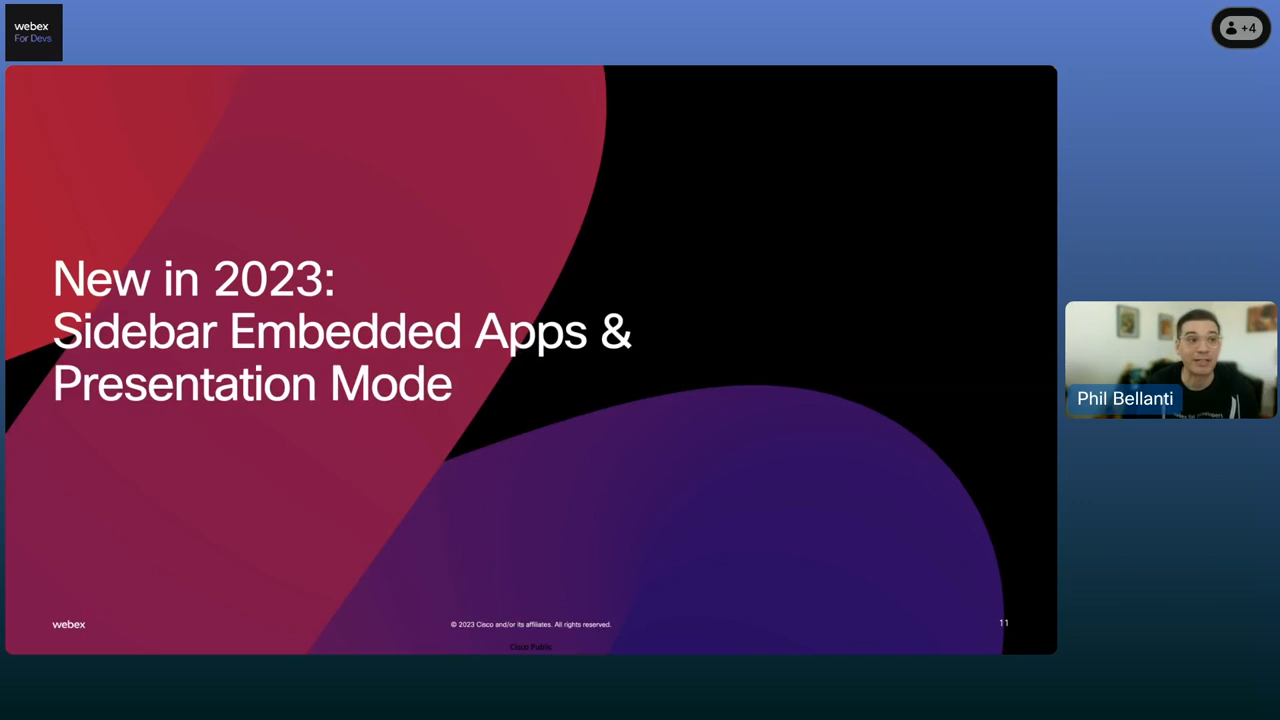 webex
For Devs
+4
New in 2023:
Sidebar Embedded Apps &
Presentation Mode
Phil Bellanti
webex
© 2023 Cisco and/or its affiliates. All rights reserved.
11
Cisco Public